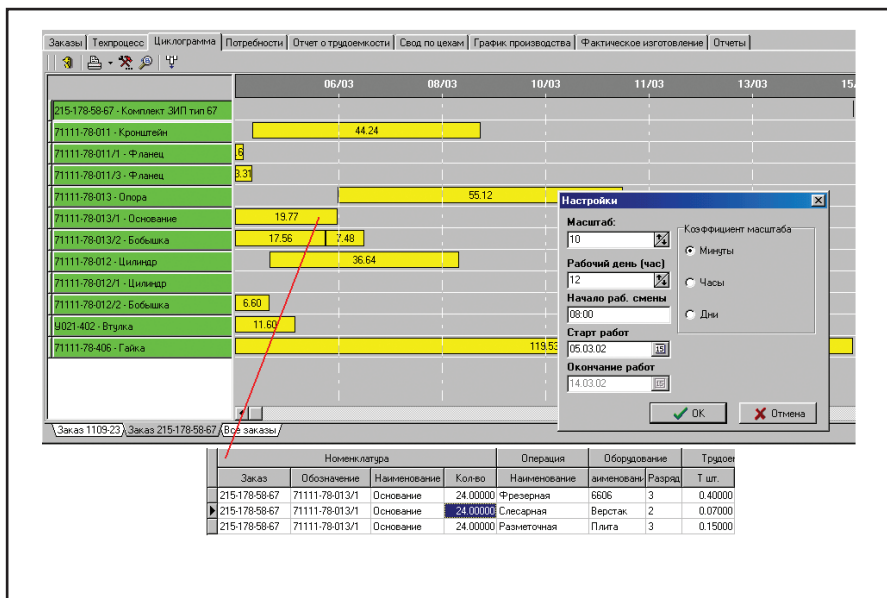 Заказы Техпроцесс Циклограмма Потребности Отчет о трудоемкости Свод по цехам График производства Фактическое изготовление Отчеты
06/03 08/03 10/03 11/03 13/03 15/
215-178-58-67 - Комплект ЗИП тип 67
71111-78-011 - Кронштейн 44.24
71111-78-011/1 - Фланец
71111-78-011/3 - Фланец 3.31
71111-78-013 - Опора 55.12
71111-78-013/1 - Основание 19.77
71111-78-013/2 - Бобышка 17.56 7.48
71111-78-012 - Цилиндр 36.64
71111-78-012/1 - Цилиндр
71111-78-012/2 - Бобышка 6.60
У021-402 - Втулка 11.60
71111-78-406 - Гайка 119.53
Заказ 1109-23 Заказ 215-178-58-67 Все заказы
Настройки
Масштаб:
10
Рабочий день (час)
12
Начало раб. смены
08:00
Старт работ
05.03.02 15
Окончание работ
14.03.02 15
Коэффициент масштаба
Минуты
Часы
Дни
OK Отмена
Номенклатура Операция Оборудование Трудое
Заказ Обозначение Наименование Кол-во Наименование аименовани Разряд Т шт.
215-178-58-67 71111-78-013/1 Основание 24.00000 Фрезерная 6606 3 0.40000
215-178-58-67 71111-78-013/1 Основание 24.00000 Слесарная Верстак 2 0.07000
215-178-58-67 71111-78-013/1 Основание 24.00000 Разметочная Плита 3 0.15000